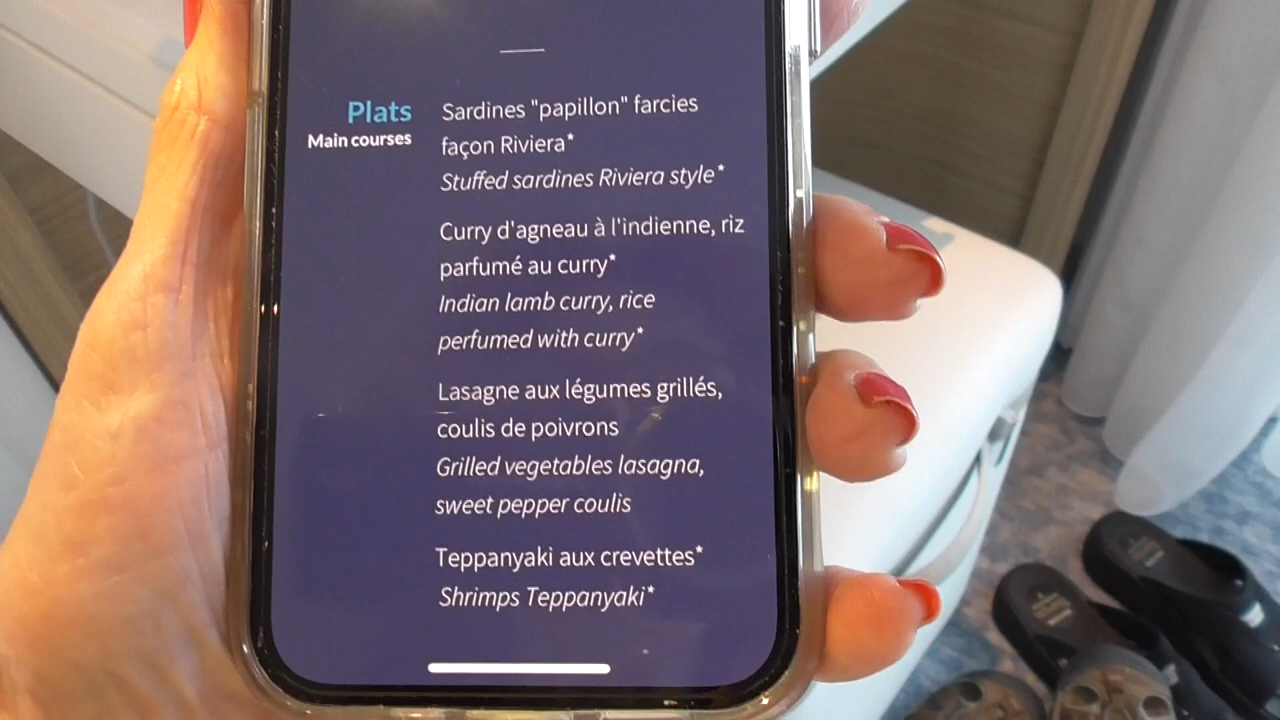 Plats
Main courses
Sardines "papillon" farcies
façon Riviera*
Stuffed sardines Riviera style*
Curry d'agneau à l'indienne, riz
parfumé au curry*
Indian lamb curry, rice
perfumed with curry*
Lasagne aux légumes grillés,
coulis de poivrons
Grilled vegetables lasagna,
sweet pepper coulis
Teppanyaki aux crevettes*
Shrimps Teppanyaki*